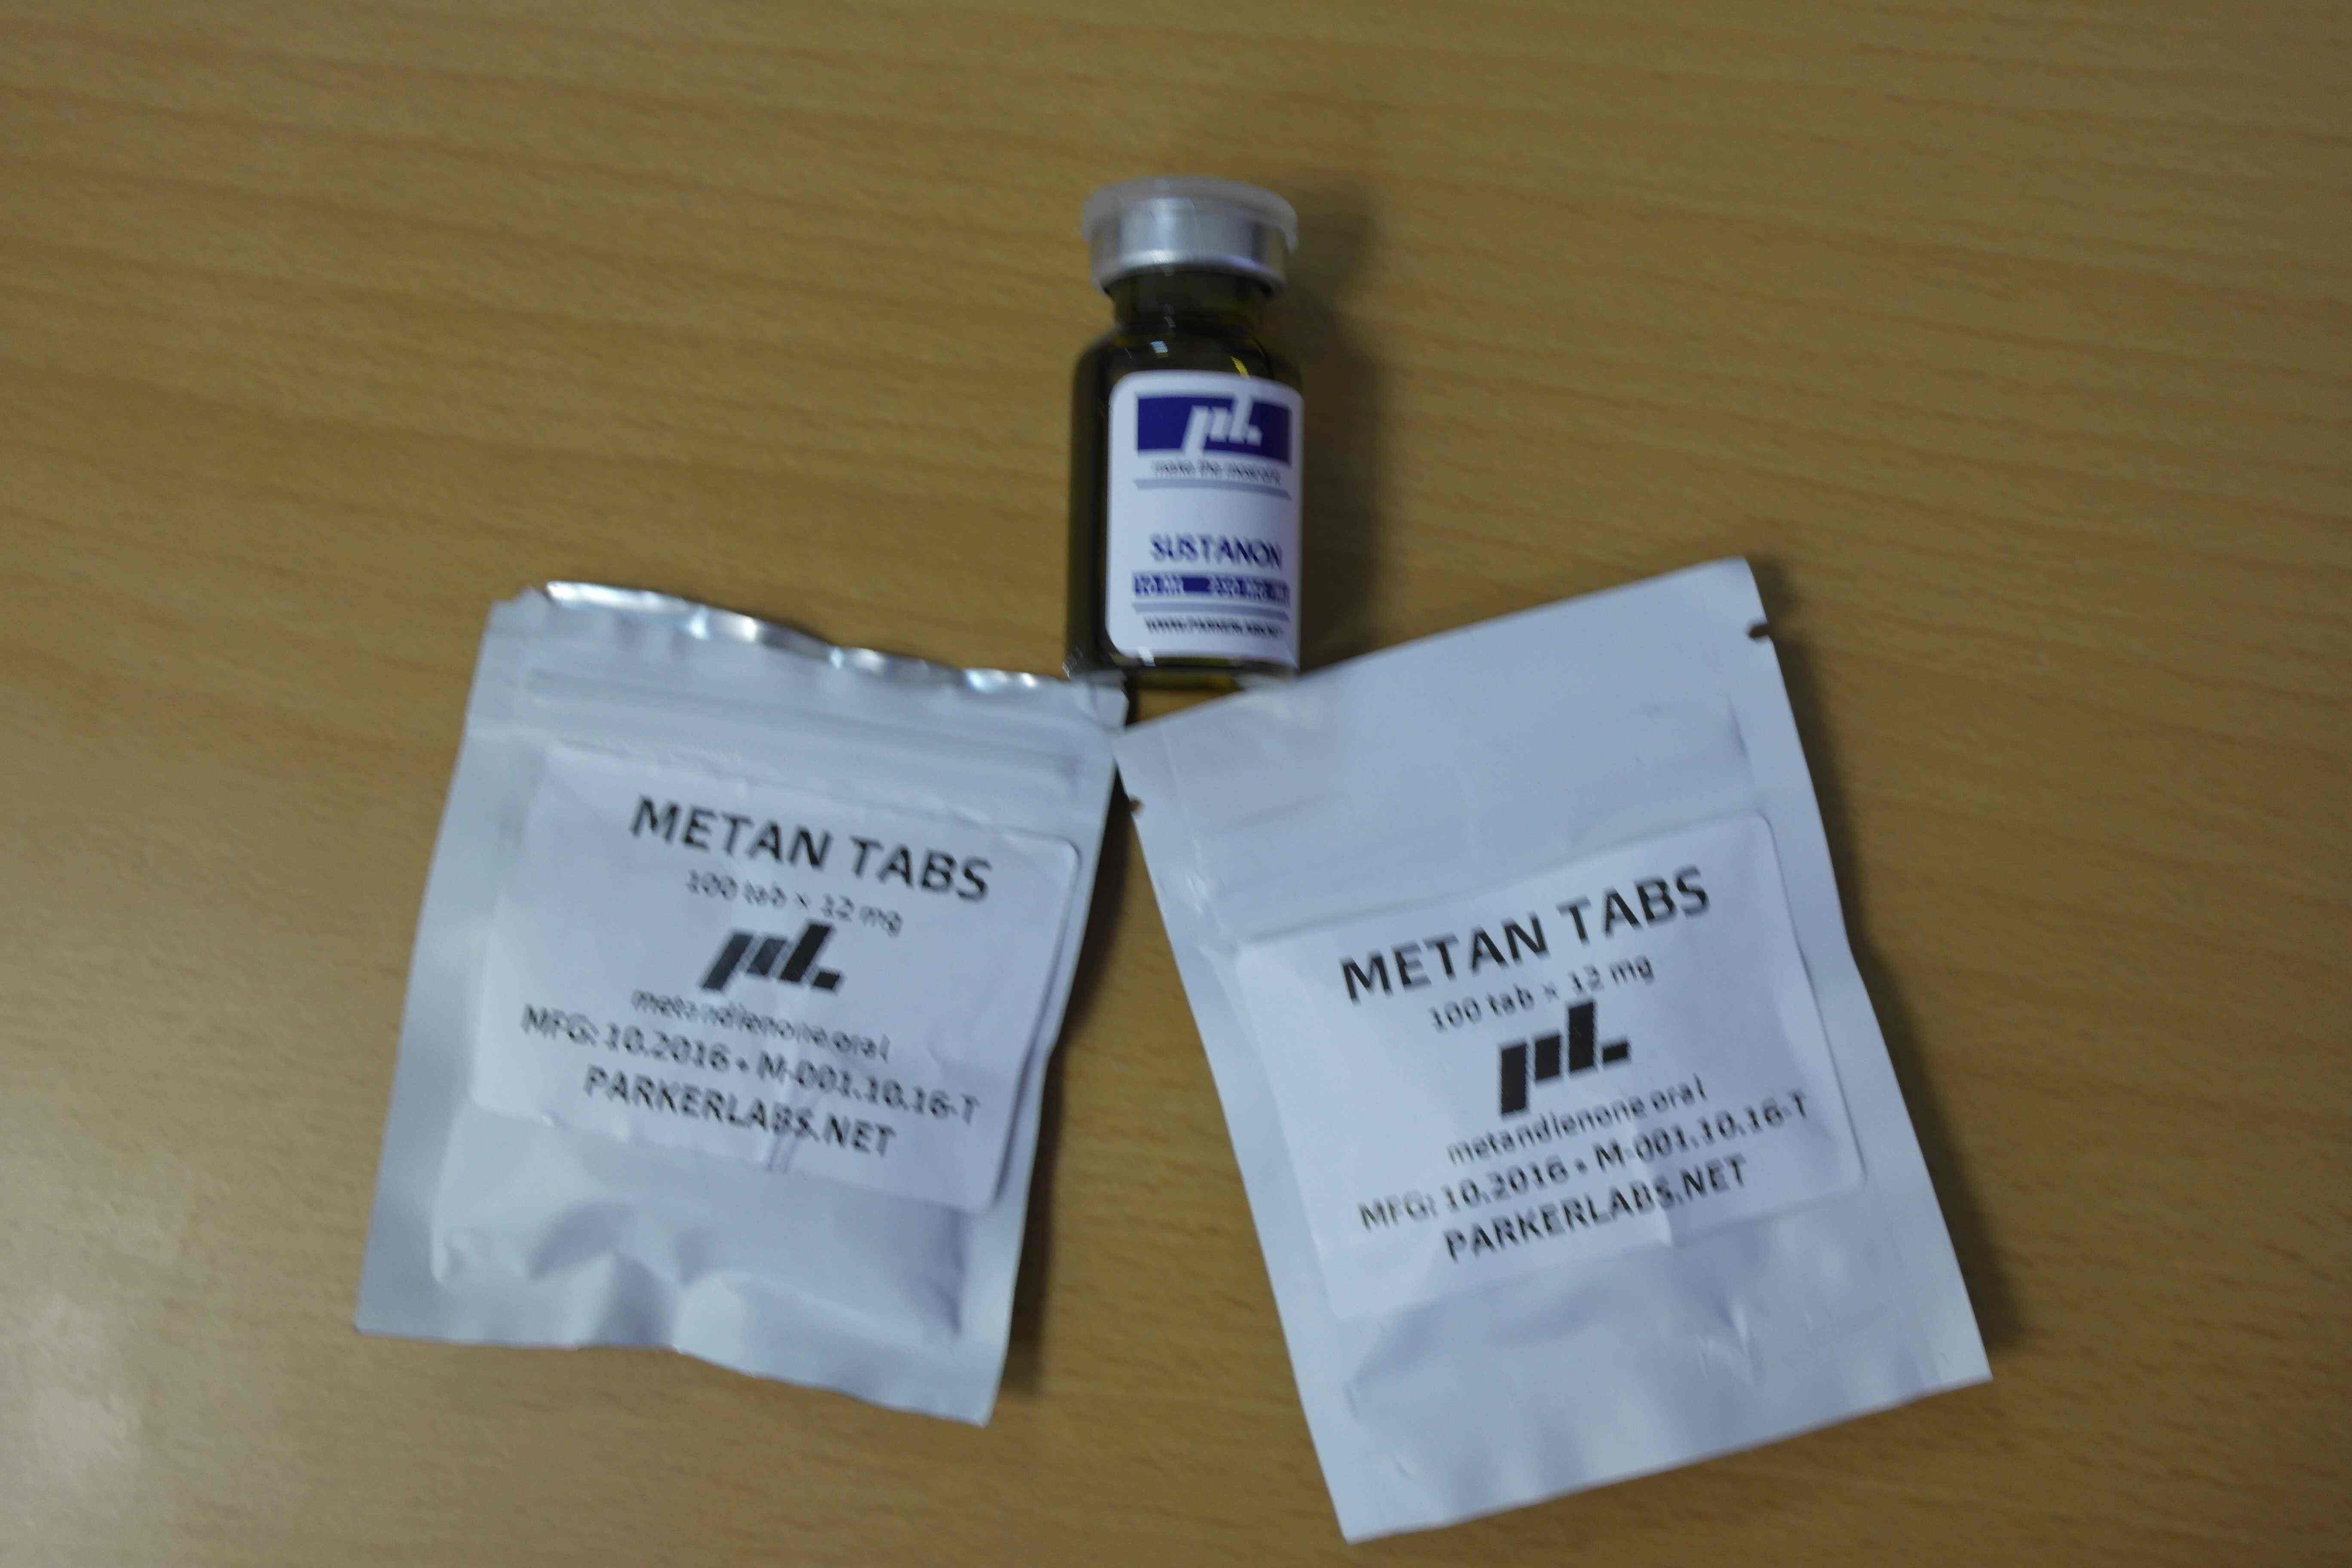 SUSTANON
METAN TABS
100 tab × 12 mg
pL.
metandienone oral
MFG: 10.2016 • M-001.10.16-T
PARKERLABS.NET
METAN TABS
100 tab × 12 mg
pL.
metandienone oral
MFG: 10.2016 • M-001.10.16-T
PARKERLABS.NET